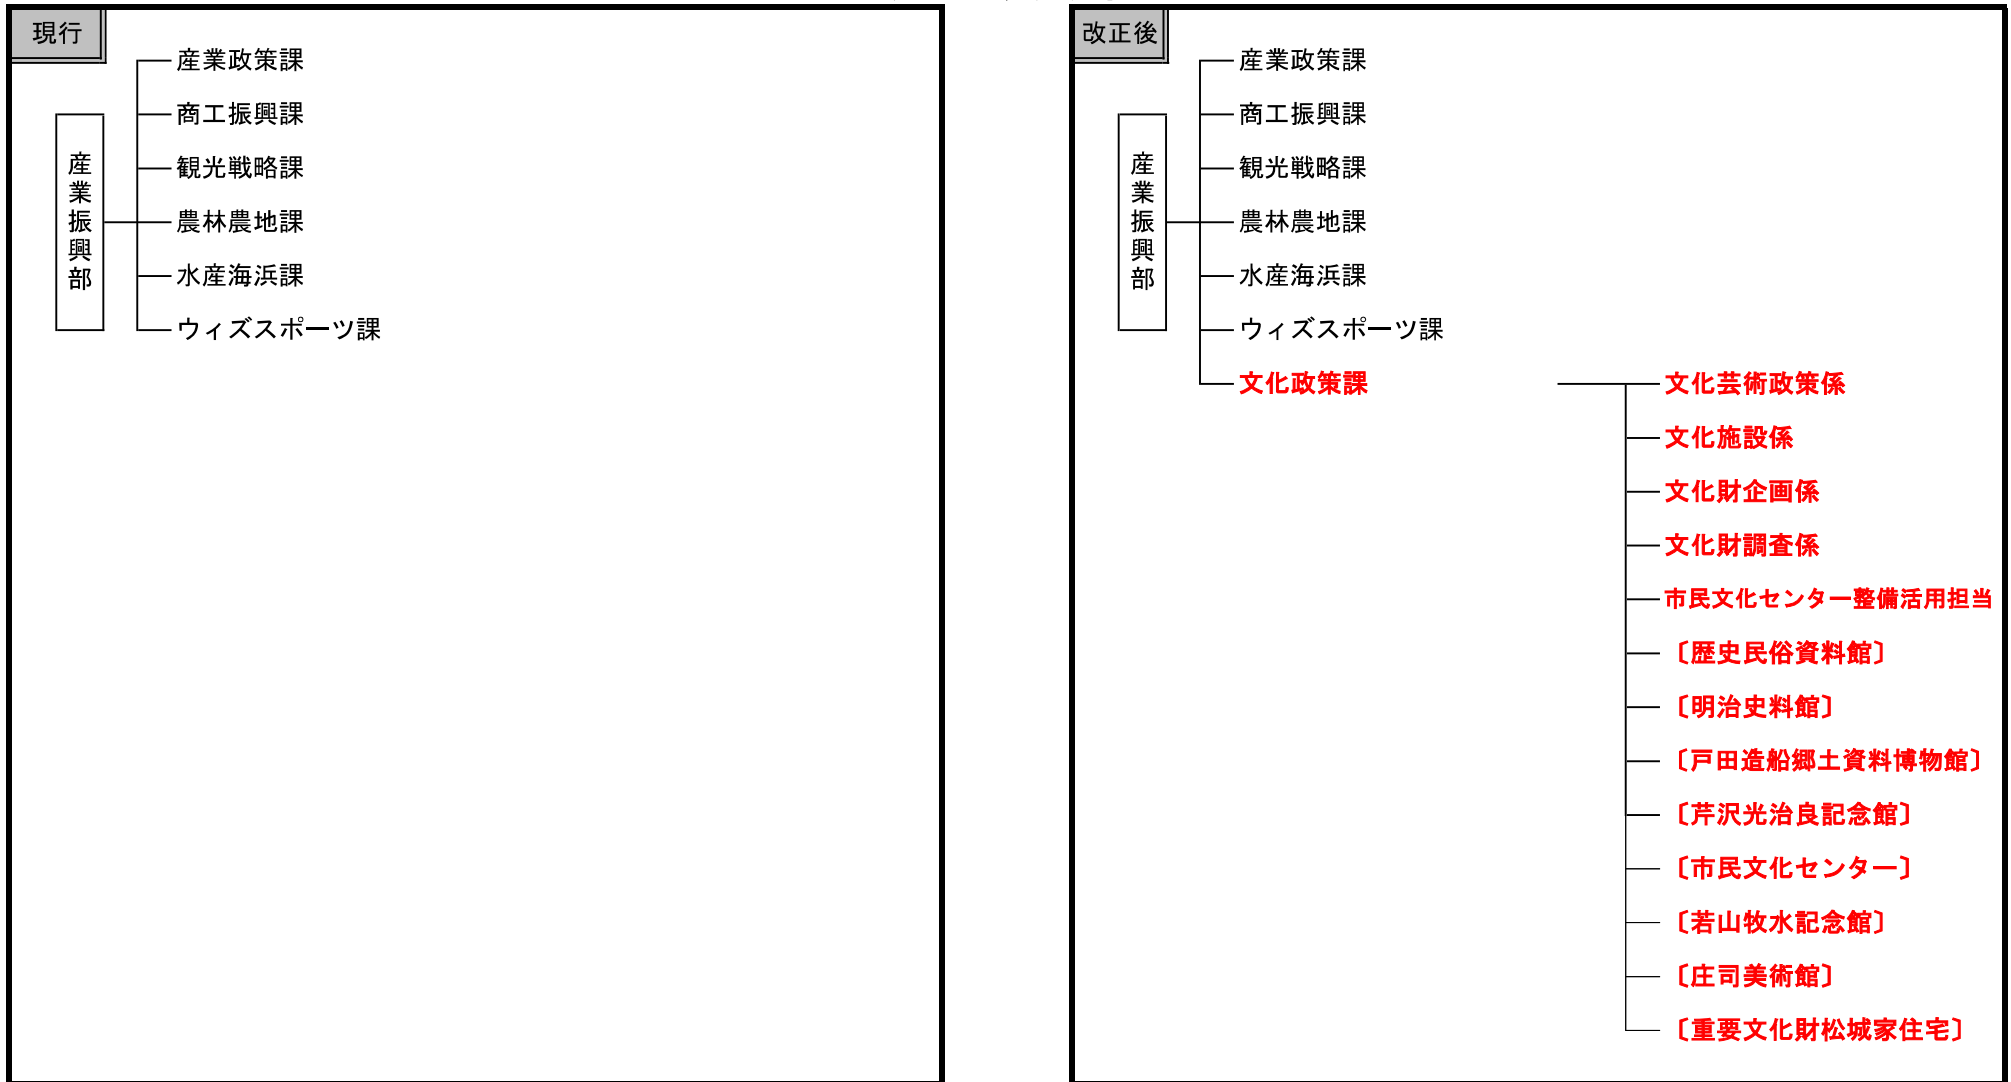 現行
産業振興部
産業政策課
商工振興課
観光戦略課
農林農地課
水産海浜課
ウィズスポーツ課
改正後
産業振興部
産業政策課
商工振興課
観光戦略課
農林農地課
水産海浜課
ウィズスポーツ課
文化政策課
文化芸術政策係
文化施設係
文化財企画係
文化財調査係
市民文化センター整備活用担当
〔歴史民俗資料館〕
〔明治史料館〕
〔戸田造船郷土資料博物館〕
〔芹沢光治良記念館〕
〔市民文化センター〕
〔若山牧水記念館〕
〔庄司美術館〕
〔重要文化財松城家住宅〕